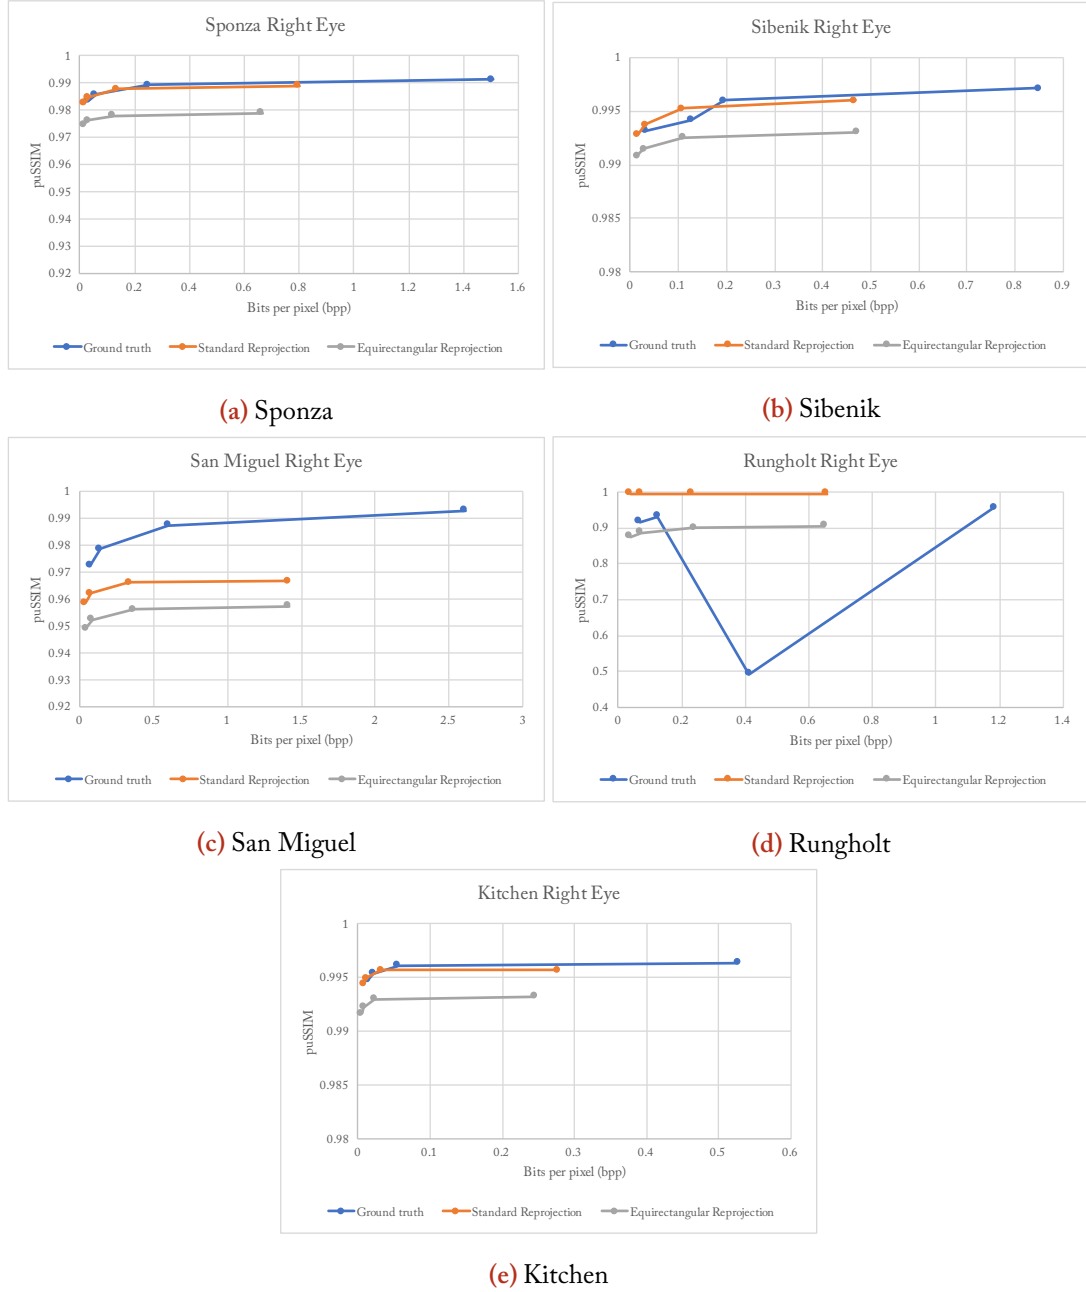 Sponza Right Eye
1
0.99
0.98
0.97
0.96
0.95
0.94
0.93
0.92
puSSIM
0 0.2 0.4 0.6 0.8 1 1.2 1.4 1.6
Bits per pixel (bpp)
Ground truth Standard Reprojection Equirectangular Reprojection
(a) Sponza
Sibenik Right Eye
1
0.995
0.99
0.985
0.98
puSSIM
0 0.1 0.2 0.3 0.4 0.5 0.6 0.7 0.8 0.9
Bits per pixel (bpp)
Ground truth Standard Reprojection Equirectangular Reprojection
(b) Sibenik
San Miguel Right Eye
1
0.99
0.98
0.97
0.96
0.95
0.94
0.93
0.92
puSSIM
0 0.5 1 1.5 2 2.5 3
Bits per pixel (bpp)
Ground truth Standard Reprojection Equirectangular Reprojection
(c) San Miguel
Rungholt Right Eye
1
0.9
0.8
0.7
0.6
0.5
0.4
puSSIM
0 0.2 0.4 0.6 0.8 1 1.2 1.4
Bits per pixel (bpp)
Ground truth Standard Reprojection Equirectangular Reprojection
(d) Rungholt
Kitchen Right Eye
1
0.995
0.99
0.985
0.98
puSSIM
0 0.1 0.2 0.3 0.4 0.5 0.6
Bits per pixel (bpp)
Ground truth Standard Reprojection Equirectangular Reprojection
(e) Kitchen